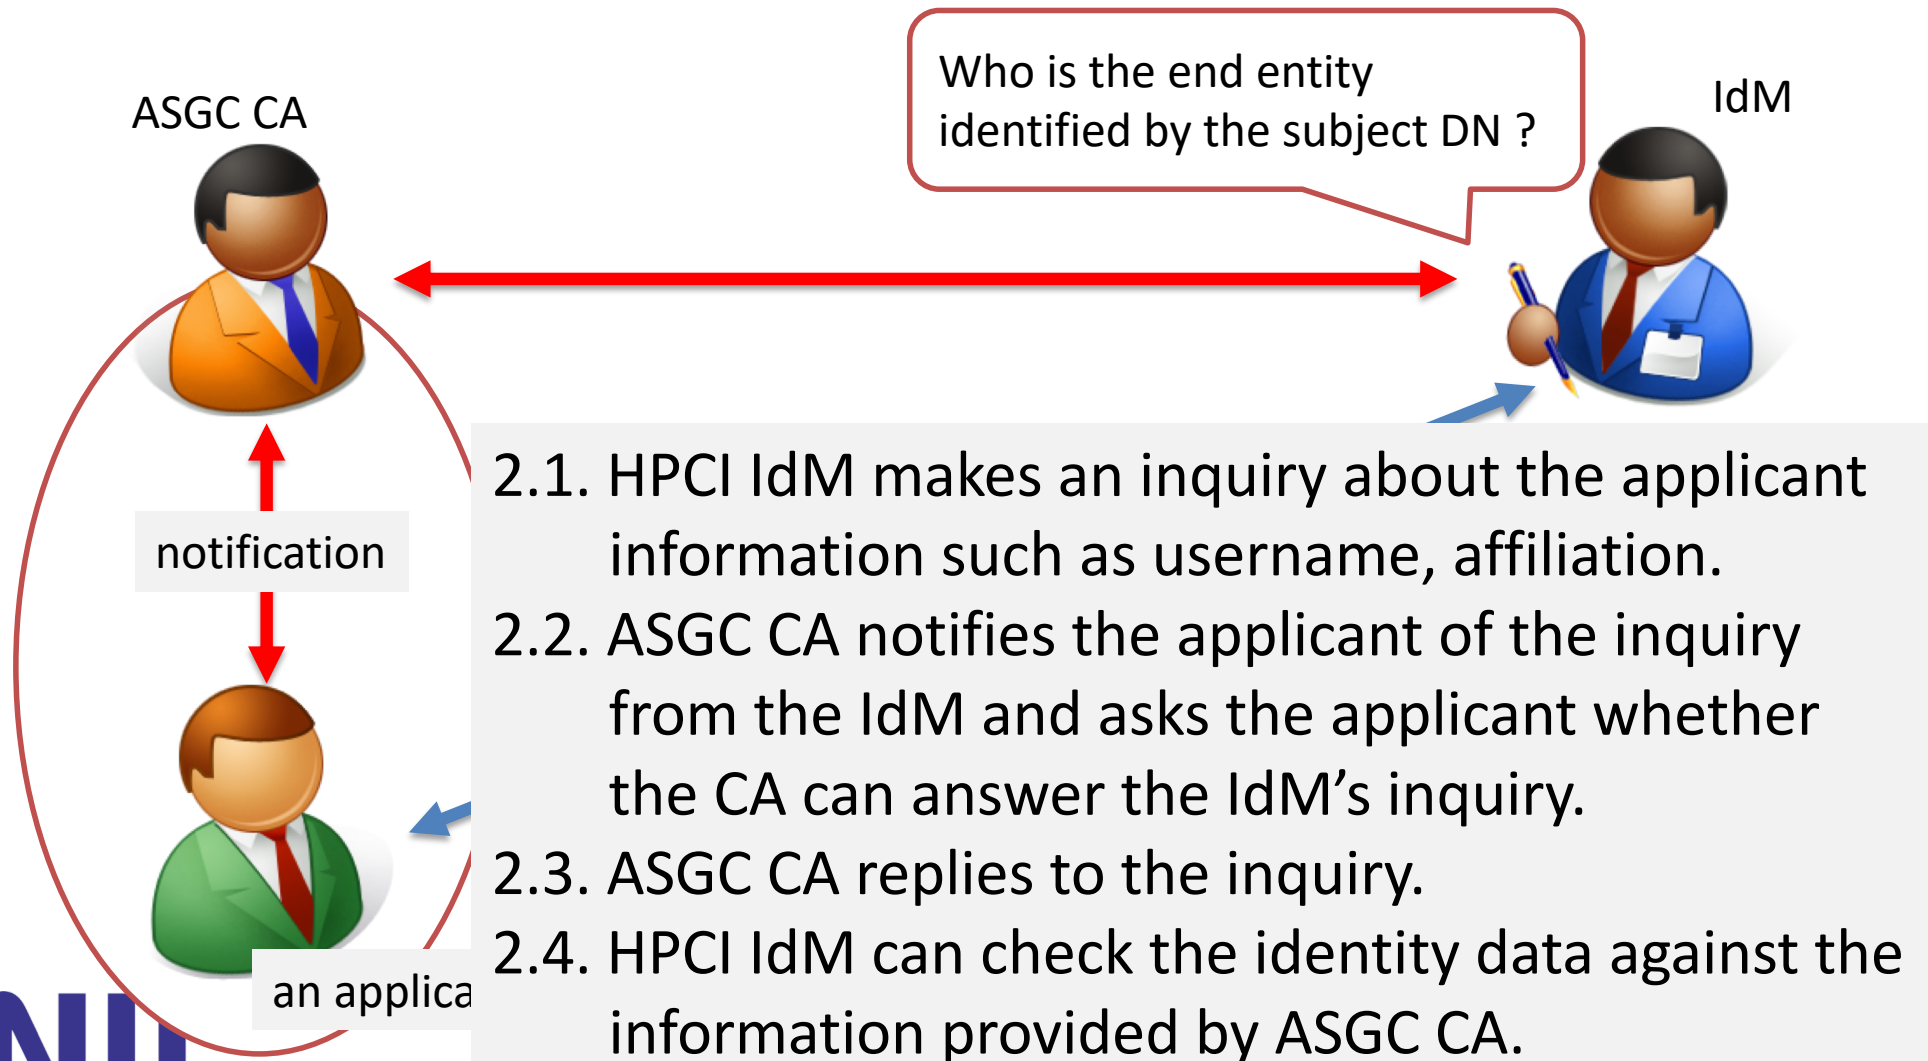 ASGC CA
Who is the end entity
identified by the subject DN ?
IdM
notification
2.1. HPCI IdM makes an inquiry about the applicant
information such as username, affiliation.
2.2. ASGC CA notifies the applicant of the inquiry
from the IdM and asks the applicant whether
the CA can answer the IdM’s inquiry.
2.3. ASGC CA replies to the inquiry.
2.4. HPCI IdM can check the identity data against the
information provided by ASGC CA.
an applica